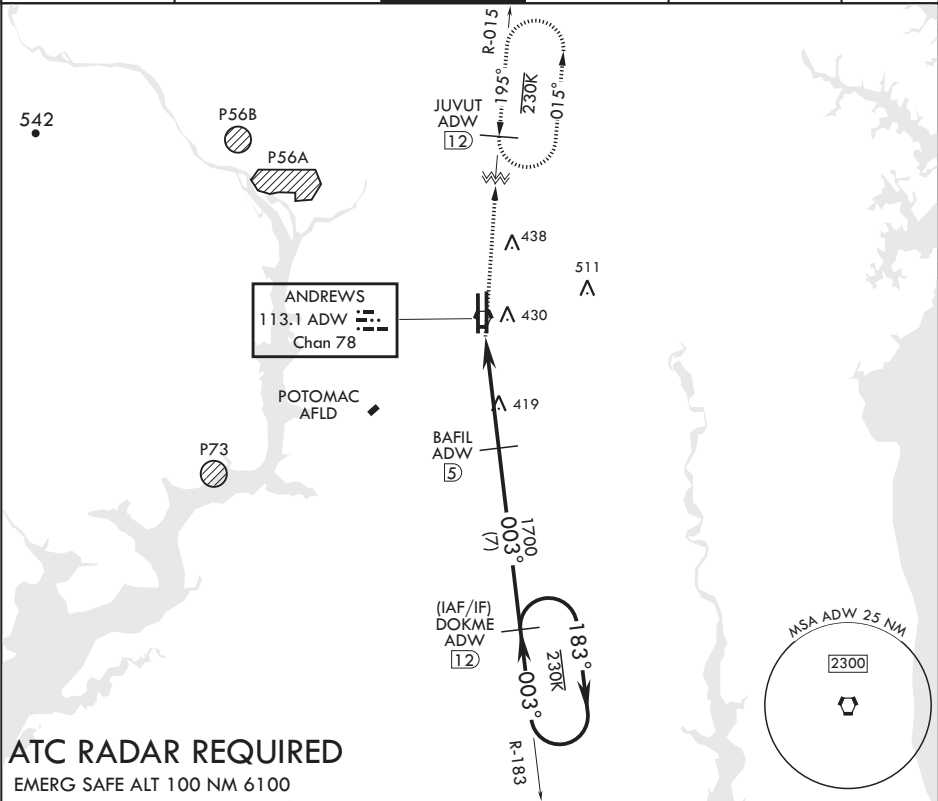 R-015
195°
230K
015°
JUVUT
ADW
12
542
P56B
P56A
438
511
ANDREWS
113.1 ADW
Chan 78
430
POTOMAC
AFLD
419
BAFIL
ADW
5
P73
1700
003°
(7)
(IAF/IF)
DOKME
ADW
12
183°
230K
003°
R-183
MSA ADW 25 NM
2300
ATC RADAR REQUIRED
EMERG SAFE ALT 100 NM 6100